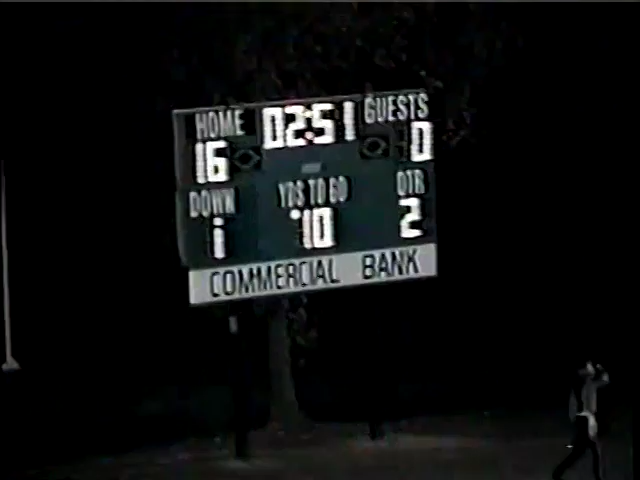 HOME 02:51 GUESTS
16 0
DOWN YDS TO GO QTR
1 10 2
COMMERCIAL BANK